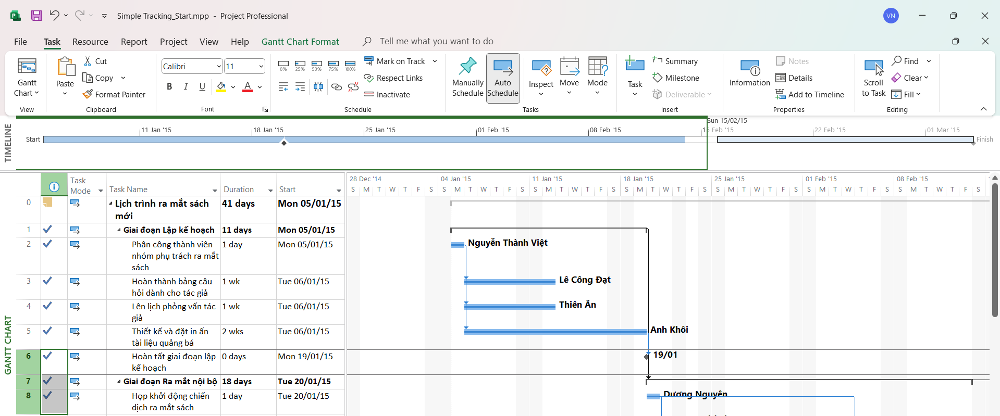 Simple Tracking_Start.mpp - Project Professional
VN
File Task Resource Report Project View Help Gantt Chart Format Tell me what you want to do
Gantt Chart
View
Paste
Cut
Copy
Format Painter
Clipboard
Calibri 11
B I U A
Font
0% 25% 50% 75% 100%
Mark on Track
Respect Links
Inactivate
Schedule
Manually Schedule
Auto Schedule
Inspect
Move
Mode
Tasks
Task
Summary
Milestone
Deliverable
Insert
Information
Notes
Details
Add to Timeline
Properties
Scroll to Task
Find
Clear
Fill
Editing
TIMELINE
Sun 15/02/15
11 Jan '15 18 Jan '15 25 Jan '15 01 Feb '15 08 Feb '15 15 Feb '15 22 Feb '15 01 Mar '15
Start Finish
GANTT CHART
Task Mode Task Name Duration Start
28 Dec '14 04 Jan '15 11 Jan '15 18 Jan '15 25 Jan '15 01 Feb '15 08 Feb '15
S M T W T F S S M T W T F S S M T W T F S S M T W T F S S M T W T F S S M T W T F S S M T W T F S
0 Lịch trình ra mắt sách mới 41 days Mon 05/01/15
1 Giai đoạn Lập kế hoạch 11 days Mon 05/01/15
2 Phân công thành viên nhóm phụ trách ra mắt sách 1 day Mon 05/01/15 Nguyễn Thành Việt
3 Hoàn thành bảng câu hỏi dành cho tác giả 1 wk Tue 06/01/15 Lê Công Đạt
4 Lên lịch phỏng vấn tác giả 1 wk Tue 06/01/15 Thiên Ân
5 Thiết kế và đặt in ấn tài liệu quảng bá 2 wks Tue 06/01/15 Anh Khôi
6 Hoàn tất giai đoạn lập kế hoạch 0 days Mon 19/01/15 19/01
7 Giai đoạn Ra mắt nội bộ 18 days Tue 20/01/15
8 Họp khởi động chiến dịch ra mắt sách 1 day Tue 20/01/15 Dương Nguyên